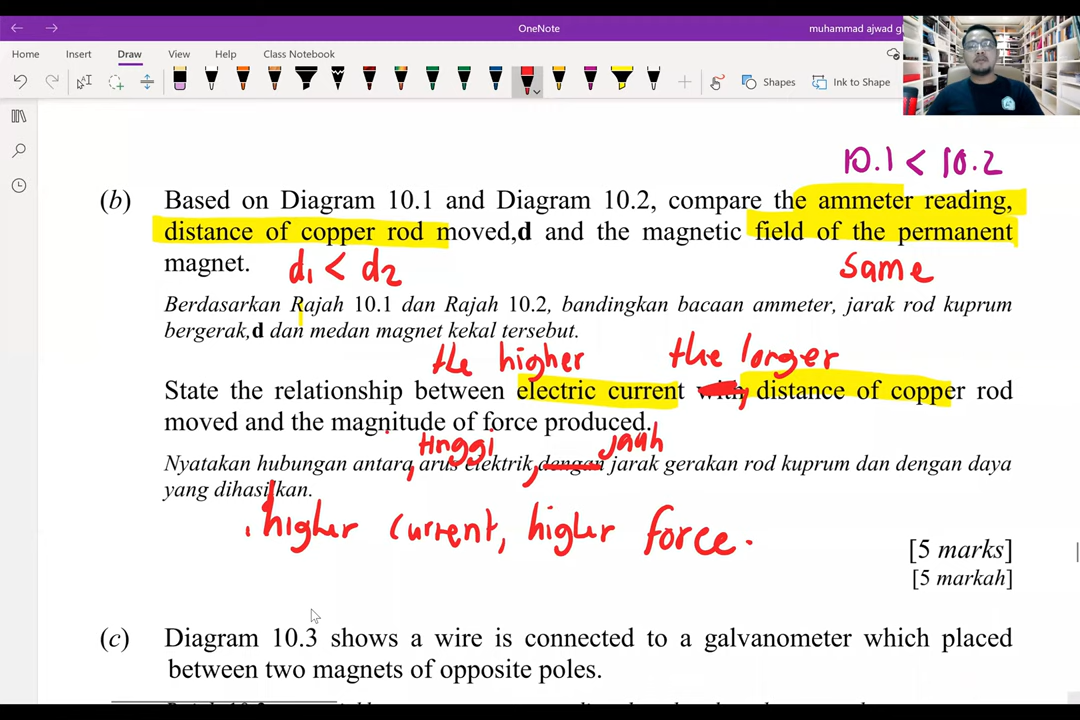 OneNote
muhammad ajwad gh
Home Insert Draw View Help Class Notebook
Shapes Ink to Shape
10.1 < 10.2
(b) Based on Diagram 10.1 and Diagram 10.2, compare the ammeter reading,
distance of copper rod moved,d and the magnetic field of the permanent
magnet. d1 < d2 same
Berdasarkan Rajah 10.1 dan Rajah 10.2, bandingkan bacaan ammeter, jarak rod kuprum
bergerak,d dan medan magnet kekal tersebut.
the higher the longer
State the relationship between electric current with, distance of copper rod
moved and the magnitude of force produced.
tinggi jauh
Nyatakan hubungan antara, arus elektrik, dengan jarak gerakan rod kuprum dan dengan daya
yang dihasilkan.
higher current, higher force.
[5 marks]
[5 markah]
(c) Diagram 10.3 shows a wire is connected to a galvanometer which placed
between two magnets of opposite poles.